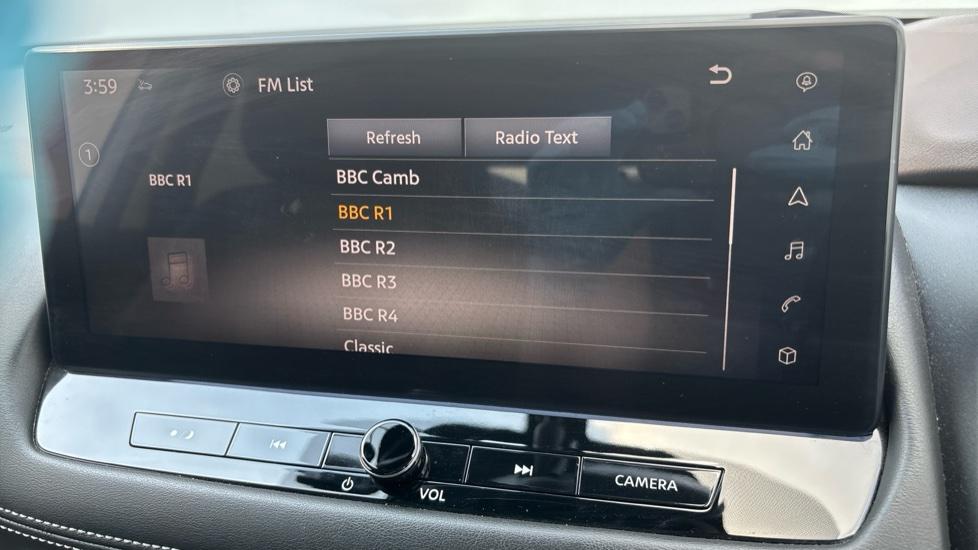 3:59
FM List
1
Refresh
Radio Text
BBC R1
BBC Camb
BBC R1
BBC R2
BBC R3
BBC R4
Classic
VOL
CAMERA